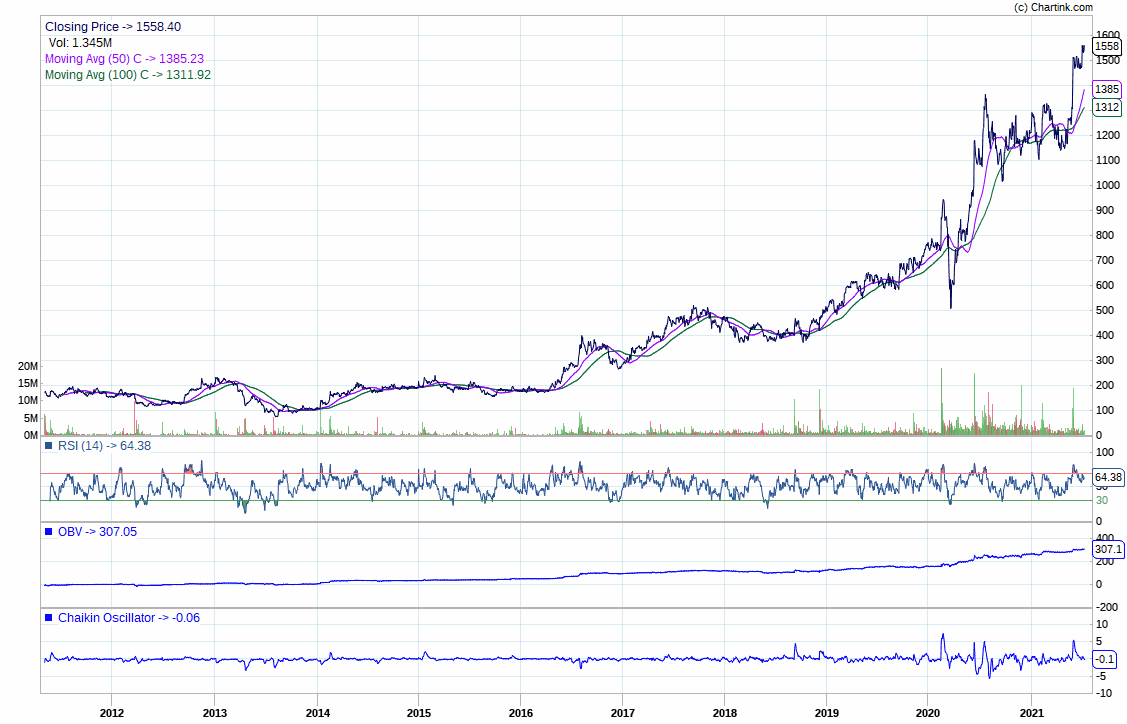 (c) Chartink.com
Closing Price -> 1558.40
Vol: 1.345M
Moving Avg (50) C -> 1385.23
Moving Avg (100) C -> 1311.92
1600
1558
1500
1385
1312
1200
1100
1000
900
800
700
600
500
400
300
200
100
0
20M
15M
10M
5M
0M
RSI (14) -> 64.38
100
64.38
30
0
OBV -> 307.05
400
307.1
200
0
-200
Chaikin Oscillator -> -0.06
10
5
-0.1
-5
-10
2012 2013 2014 2015 2016 2017 2018 2019 2020 2021